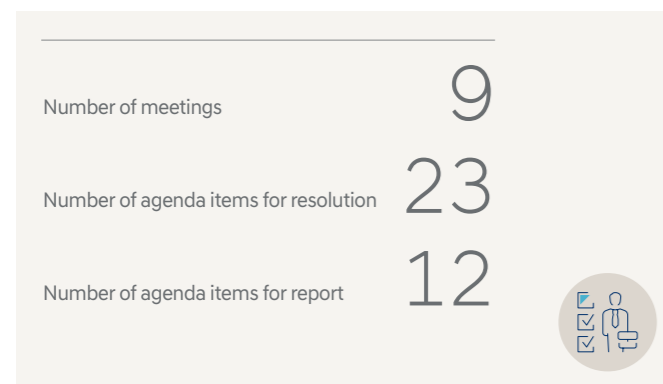 Number of meetings 9
Number of agenda items for resolution 23
Number of agenda items for report 12